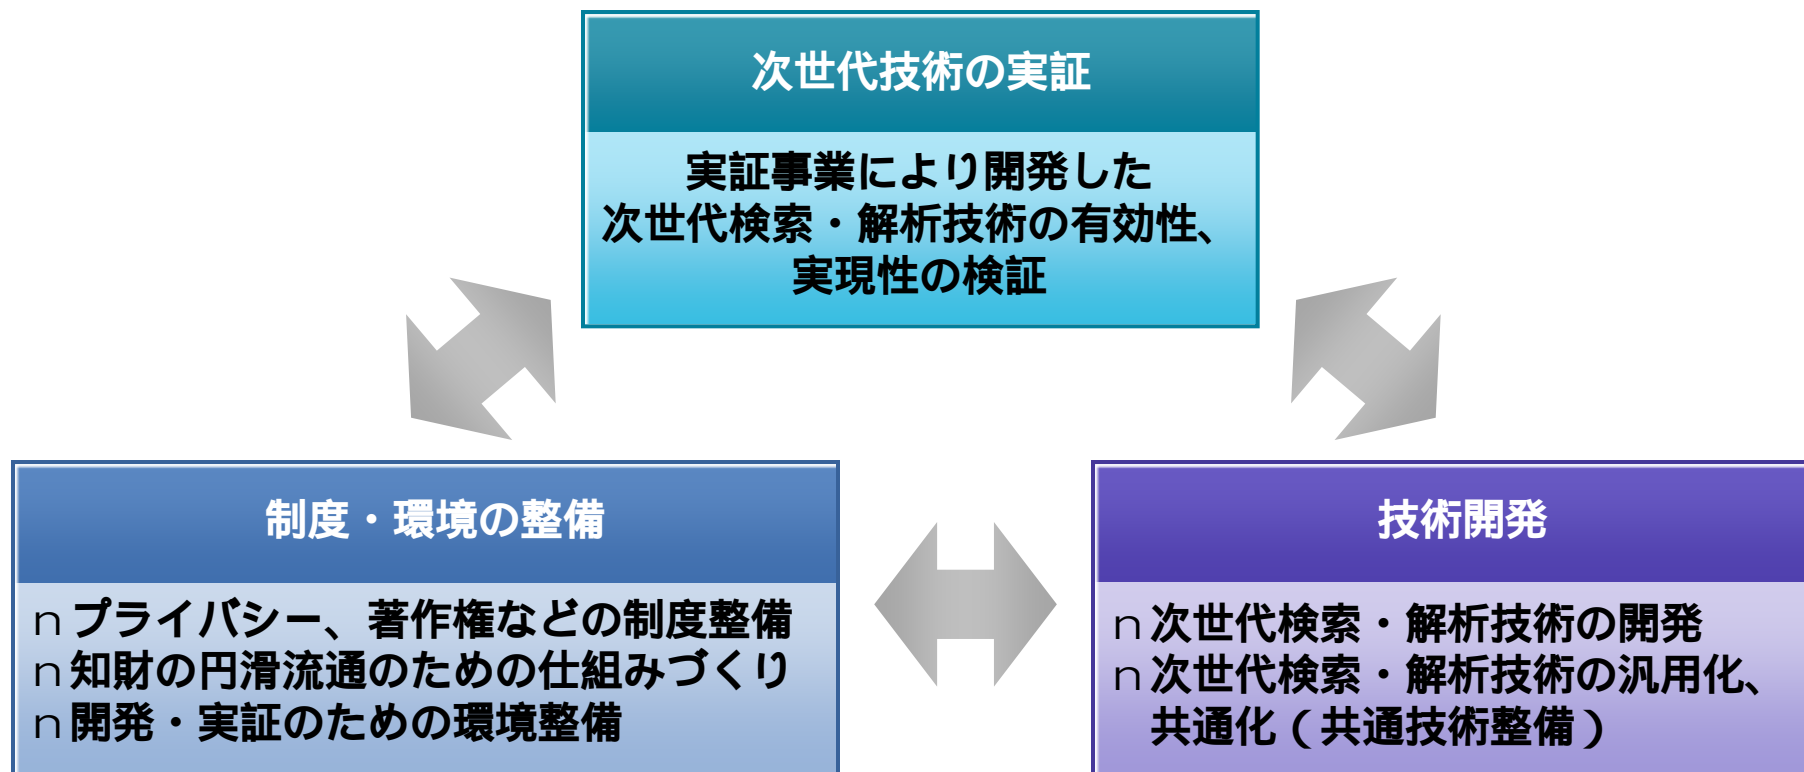 次世代技術の実証
実証事業により開発した
次世代検索・解析技術の有効性、
実現性の検証
制度・環境の整備
n プライバシー、著作権などの制度整備
n 知財の円滑流通のための仕組みづくり
n 開発・実証のための環境整備
技術開発
n 次世代検索・解析技術の開発
n 次世代検索・解析技術の汎用化、
共通化（共通技術整備）